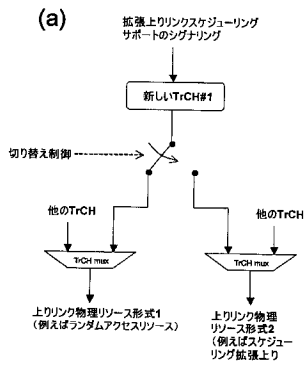 (a)
拡張上りリンクスケジューリング
サポートのシグナリング
新しいTrCH#1
切り替え制御
他のTrCH
他のTrCH
TrCH mux
TrCH mux
上りリンク物理リソース形式1
(例えばランダムアクセスリソース)
上りリンク物理
リソース形式2
(例えばスケジュー
リング拡張上り